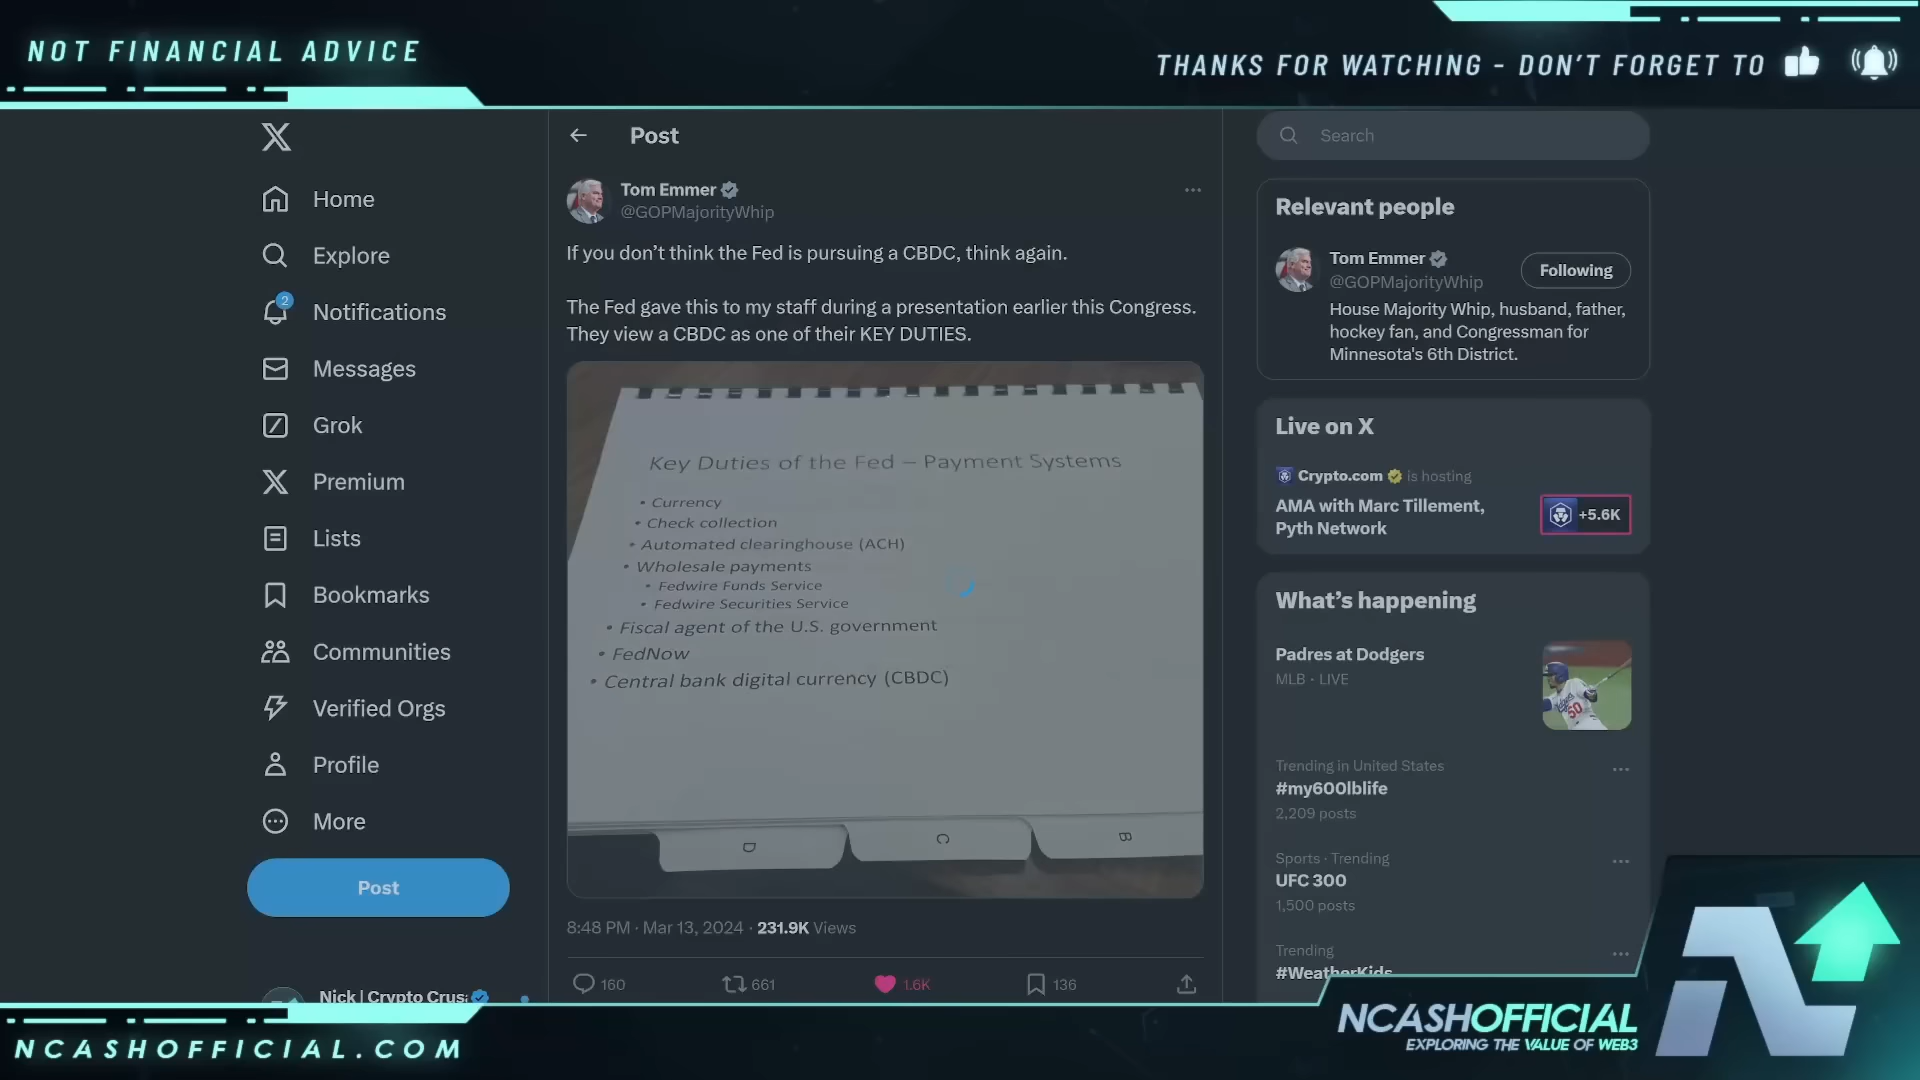 NOT FINANCIAL ADVICE
THANKS FOR WATCHING - DON'T FORGET TO
Home
Explore
2
Notifications
Messages
Grok
Premium
Lists
Bookmarks
Communities
Verified Orgs
Profile
More
Post
Nick | Crypto Crus
Post
Tom Emmer
@GOPMajorityWhip
If you don’t think the Fed is pursuing a CBDC, think again.
The Fed gave this to my staff during a presentation earlier this Congress.
They view a CBDC as one of their KEY DUTIES.
Key Duties of the Fed – Payment Systems
• Currency
• Check collection
• Automated clearinghouse (ACH)
• Wholesale payments
• Fedwire Funds Service
• Fedwire Securities Service
• Fiscal agent of the U.S. government
• FedNow
• Central bank digital currency (CBDC)
D
C
B
8:48 PM · Mar 13, 2024 · 231.9K Views
160
661
1.6K
136
Search
Relevant people
Tom Emmer
@GOPMajorityWhip
Following
House Majority Whip, husband, father,
hockey fan, and Congressman for
Minnesota's 6th District.
Live on X
Crypto.com is hosting
AMA with Marc Tillement,
Pyth Network
+5.6K
What’s happening
Padres at Dodgers
MLB · LIVE
50
Trending in United States
#my600lblife
2,209 posts
Sports · Trending
UFC 300
1,500 posts
Trending
#WeatherKids
NCASHOFFICIAL.COM
NCASHOFFICIAL
EXPLORING THE VALUE OF WEB3